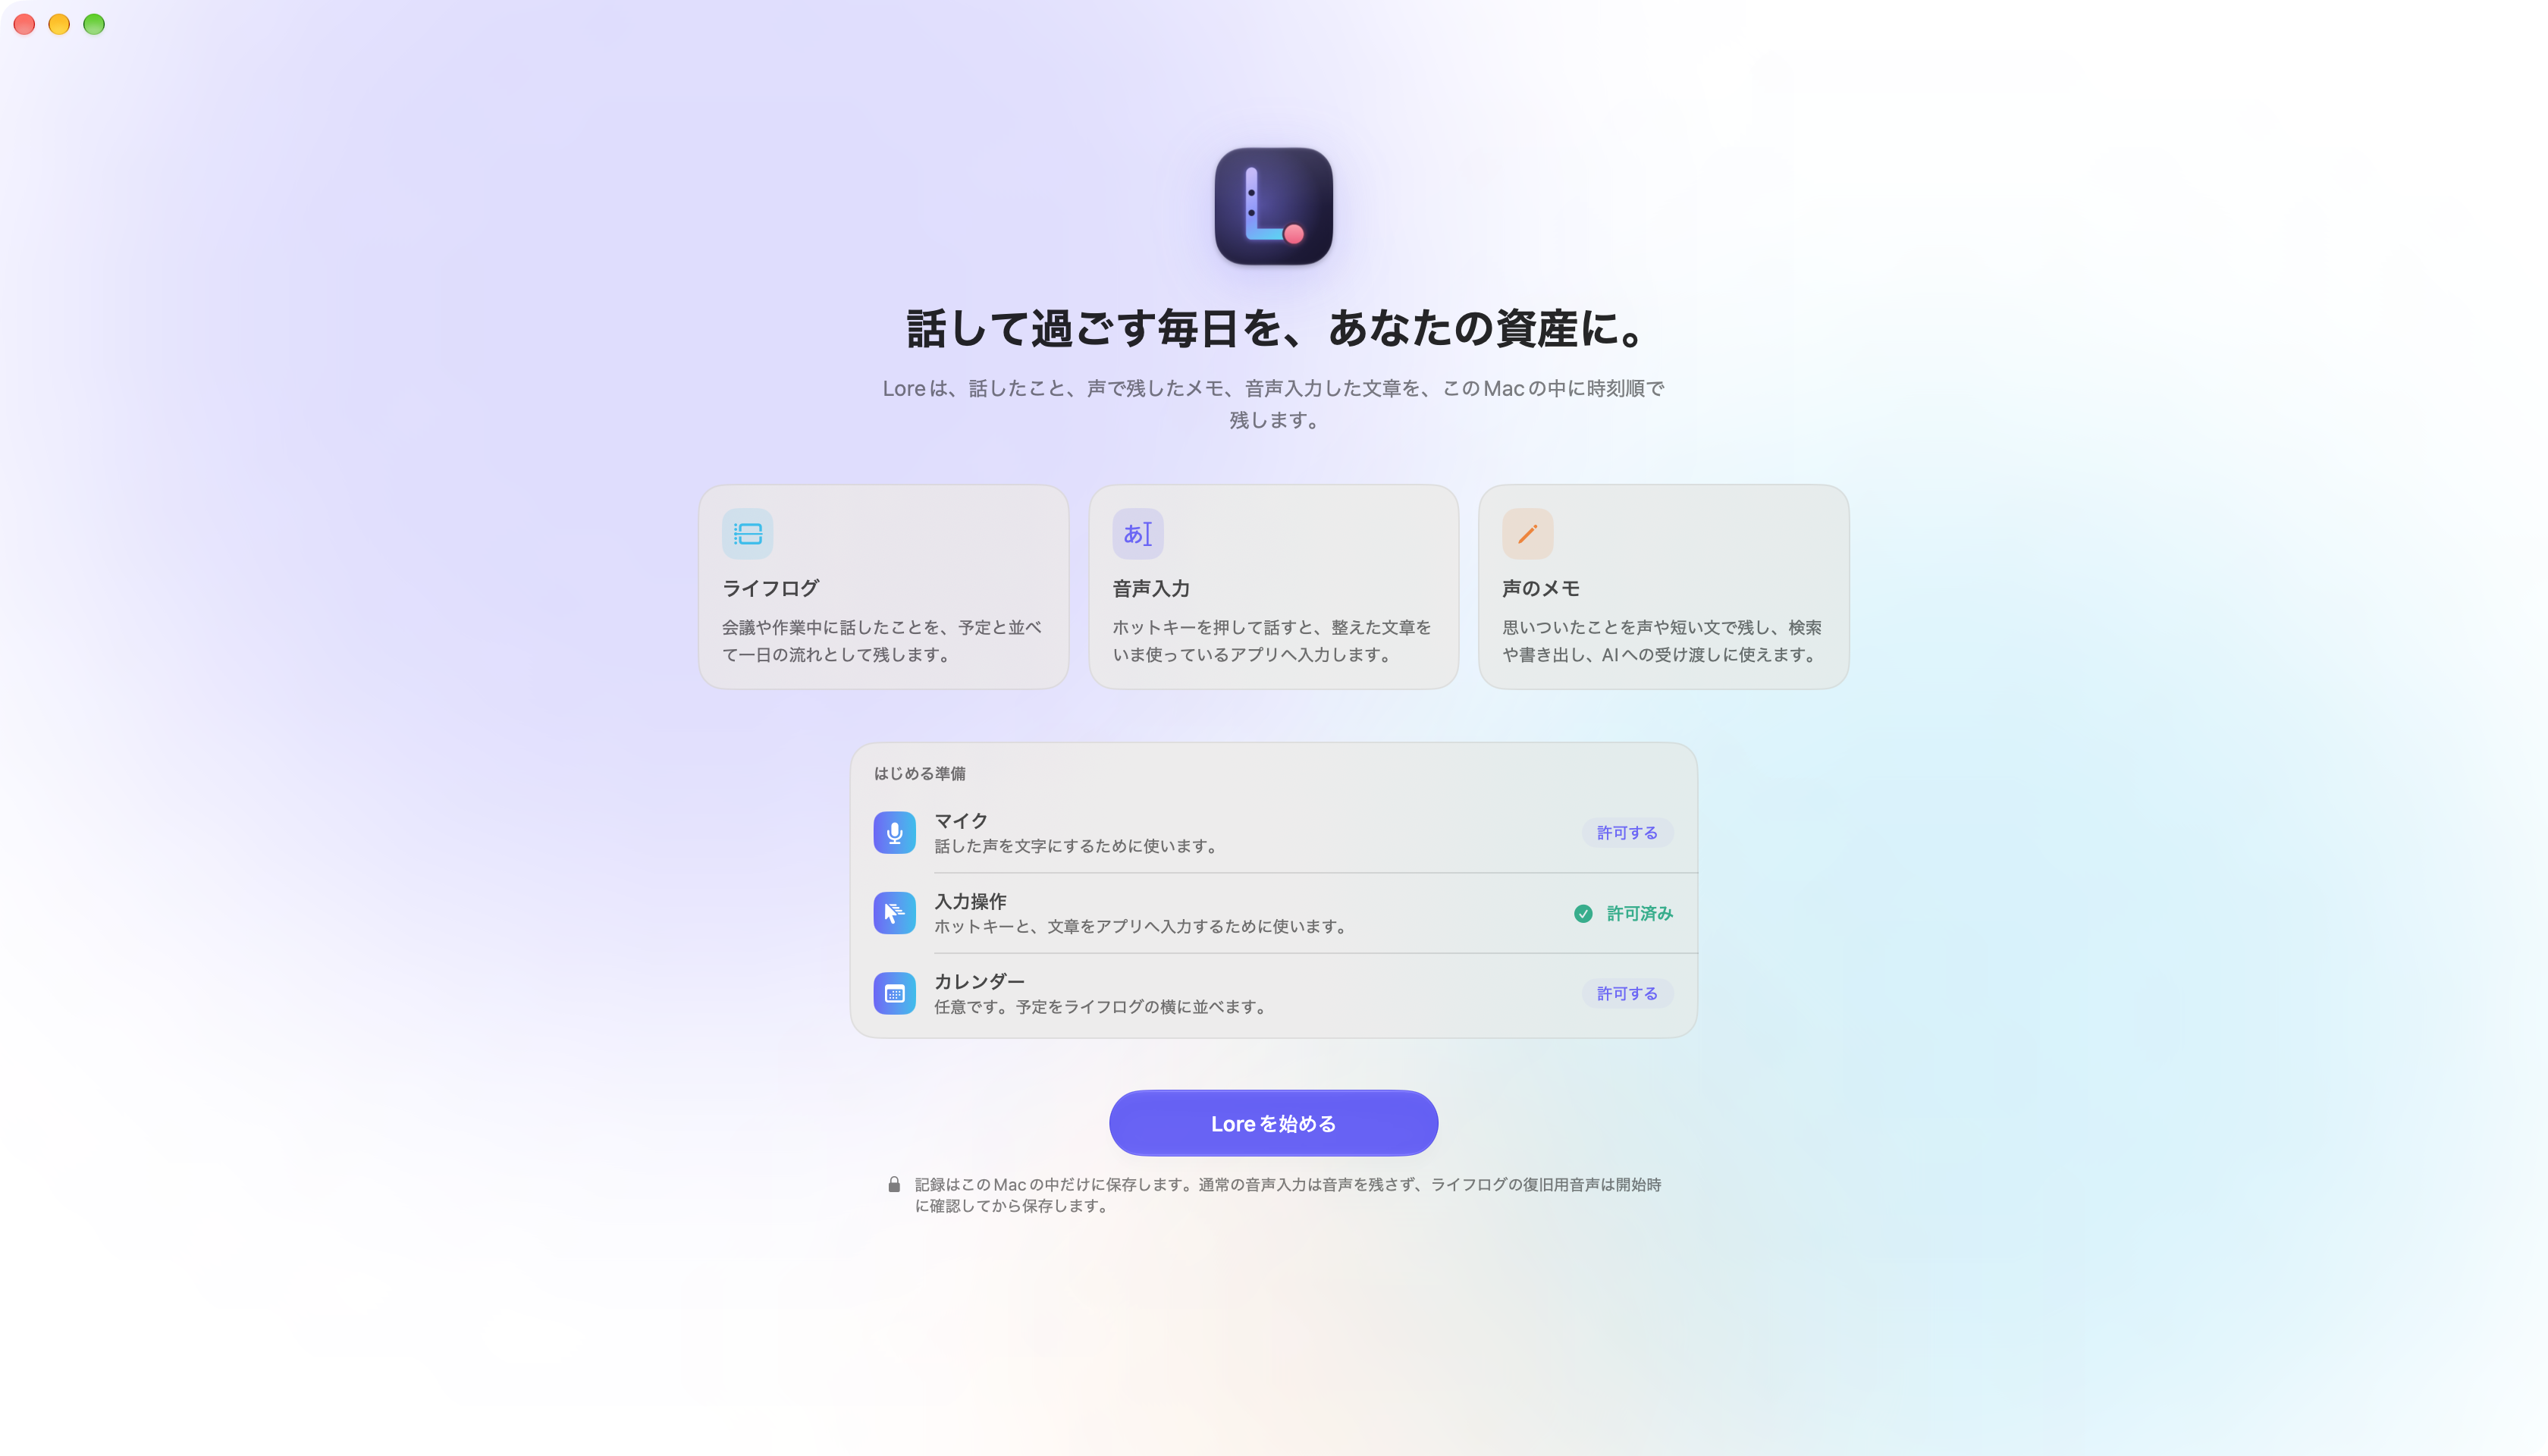 話して過ごす毎日を、あなたの資産に。
Loreは、話したこと、声で残したメモ、音声入力した文章を、このMacの中に時刻順で
残します。
ライフログ
会議や作業中に話したことを、予定と並べ
て一日の流れとして残します。
あ
音声入力
ホットキーを押して話すと、整えた文章を
いま使っているアプリへ入力します。
声のメモ
思いついたことを声や短い文で残し、検索
や書き出し、AIへの受け渡しに使えます。
はじめる準備
マイク
話した声を文字にするために使います。
許可する
入力操作
ホットキーと、文章をアプリへ入力するために使います。
許可済み
カレンダー
任意です。予定をライフログの横に並べます。
許可する
Loreを始める
記録はこのMacの中だけに保存します。通常の音声入力は音声を残さず、ライフログの復旧用音声は開始時
に確認してから保存します。